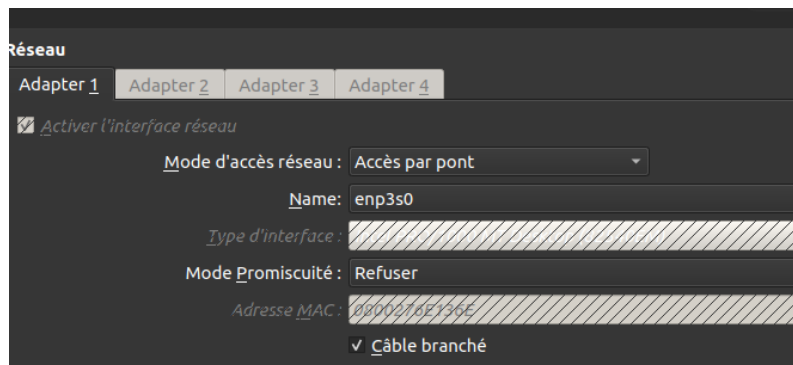 Réseau
Adapter 1 Adapter 2 Adapter 3 Adapter 4
Activer l'interface réseau
Mode d'accès réseau : Accès par pont
Name: enp3s0
Type d'interface :
Mode Promiscuité : Refuser
Adresse MAC : 0800276E136E
Câble branché